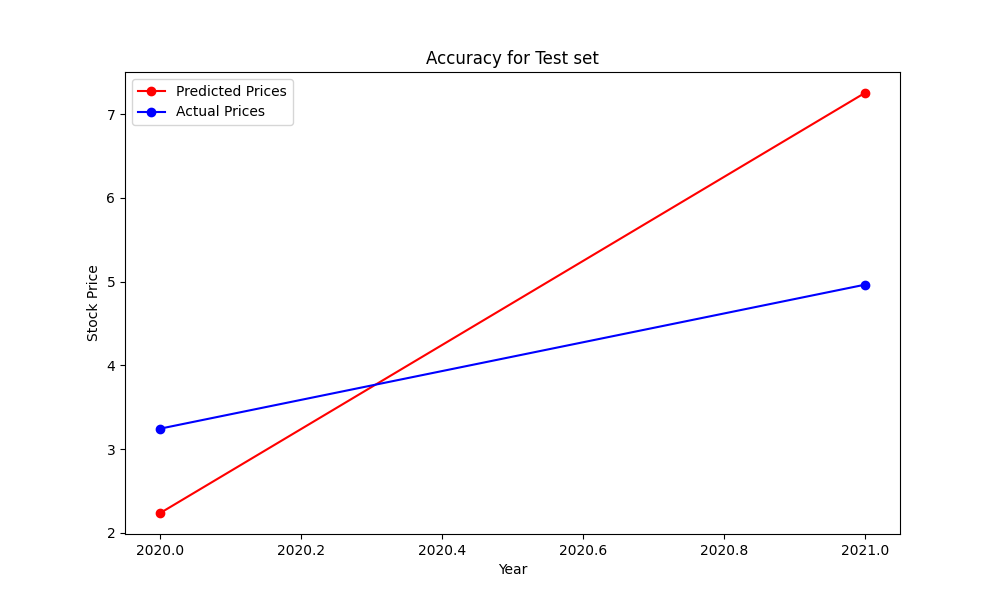 Accuracy for Test set
Predicted Prices
Actual Prices
7
6
5
4
3
2
Stock Price
2020.0
2020.2
2020.4
2020.6
2020.8
2021.0
Year